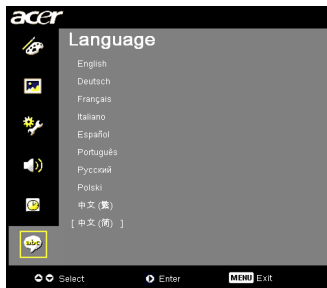 acer
Language
English
Deutsch
Français
Italiano
Español
Português
Русский
Polski
中文 (繁)
[ 中文 (简) ]
abc
Select Enter MENU Exit